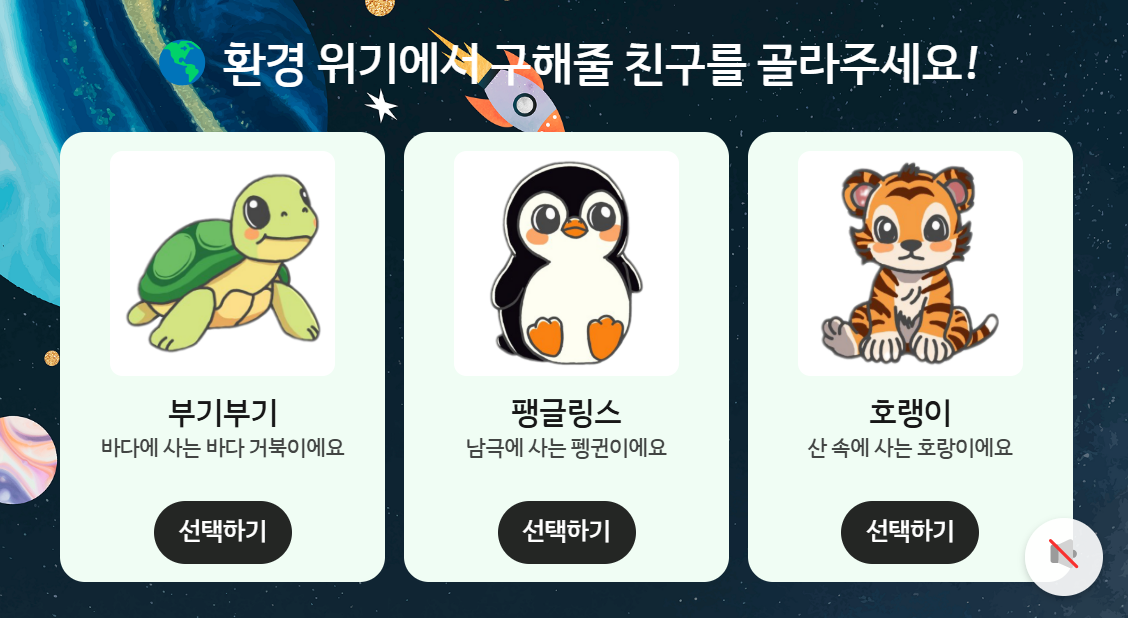 환경 위기에서 구해줄 친구를 골라주세요!
부기부기
바다에 사는 바다 거북이에요
선택하기
팽글링스
남극에 사는 펭귄이에요
선택하기
호랭이
산 속에 사는 호랑이에요
선택하기